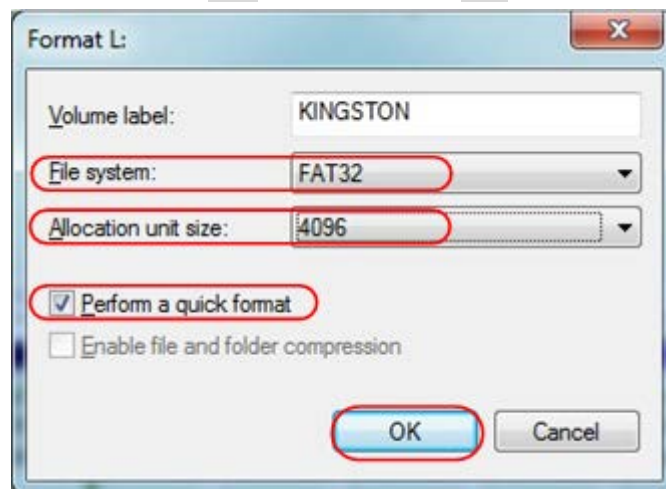 Format L:
Volume label: KINGSTON
File system: FAT32
Allocation unit size: 4096
Perform a quick format
Enable file and folder compression
OK Cancel